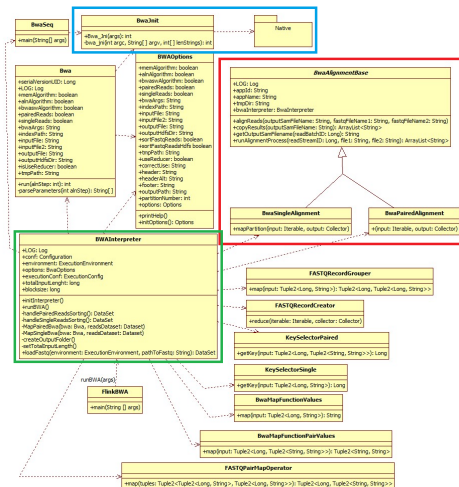 BwaSeq
+main(String[] args)
BwaJnit
+Bwa_Jni(args): int
-bwa_jni(int argc, String[] argv, int[] lenStrings): int
Native
Bwa
+serialVersionUID: Long
+LOG: Log
+memAlgorithm: boolean
+alnAlgorithm: boolean
+bwaswAlgorithm: boolean
+pairedReads: boolean
+singleReads: boolean
+bwaArgs: String
+indexPath: String
+inputFile: String
+inputFile2: String
+outputFile: String
+outputHdfsDir: String
+isUseReducer: boolean
+tmpPath: String
+run(alnStep: int): int
-parseParameters(int alnStep): String[]
BWAOptions
+memAlgorithm: boolean
+alnAlgorithm: boolean
+bwaswAlgorithm: boolean
+pairedReads: boolean
+singleReads: boolean
+bwaArgs: String
+indexPath: String
+inputFile: String
+inputFile2: String
+outputFile: String
+outputHdfsDir: String
+sortFastqReads: boolean
+sortFastqReadsHdfs boolean
+tmpPath: String
+useReducer: boolean
+correctUse: String
+header: String
+headerAlt: String
+footer: String
+outputPath: String
+partitionNumber: int
+options: Options
+printHelp()
+initOptions(): Options
BwaAlignmentBase
+LOG: Log
+appId: String
+appName: String
+tmpDir: String
+bwaInterpreter: BwaInterpreter
+alignReads(outputSamFileName: String, fastqFileName1: String, fastqFileName2: String)
+copyResults(outputSamFileName: String): ArrayList<String>
+getOutputSamFilename(readBatchID: Long): String
+runAlignmentProcess(readStreamID: Long, file1: String, file2: String): ArrayList<String>
BwaSingleAlignment
+mapPartition(input: Iterable, output: Collector)
BwaPairedAlignment
+(input: Iterable, output: Collector)
BWAInterpreter
+LOG: Log
+conf: Configuration
+environment: ExecutionEnvironment
+options: BwaOptions
+executionConf: ExecutionConfig
+totalInputLenght: long
+blocksize: long
+initInterpreter()
+runBWA()
+handlePairedReadsSorting(): DataSet
+handleSingleReadsSorting(): DataSet
-MapPairedBwa(bwa: Bwa, readsDataset: Dataset)
-MapSingleBwa(bwa: Bwa, readsDataset: Dataset)
-createOutputFolder()
-setTotalInputLength()
+loadFastq(environment: ExecutionEnvironment, pathToFastq: String): DataSet
FASTQRecordGrouper
+map(input: Tuple2<Long, String>): Tuple2<Long, Tuple2<Long, String>>
FASTQRecordCreator
+reduce(iterable: Iterable, colector: Collector)
KeySelectorPaired
+getKey(input: Tuple2<Long, Tuple2<String, String>>): Long
KeySelectorSingle
+getKey(input: Tuple2<Long, String>): Long
runBWA(args)
FlinkBWA
+main(String [] args)
BwaMapFunctionValues
+map(input: Tuple2<Long, String>): String
BwaMapFunctionPairValues
+map(input: Tuple2<Long, Tuple2<String, String>>): Tuple2<String, String>
FASTQPairMapOperator
+map(tuples: Tuple2<Tuple2<Long, String>, Tuple2<Long, String>>): Tuple2<Long, Tuple2<String, String>>